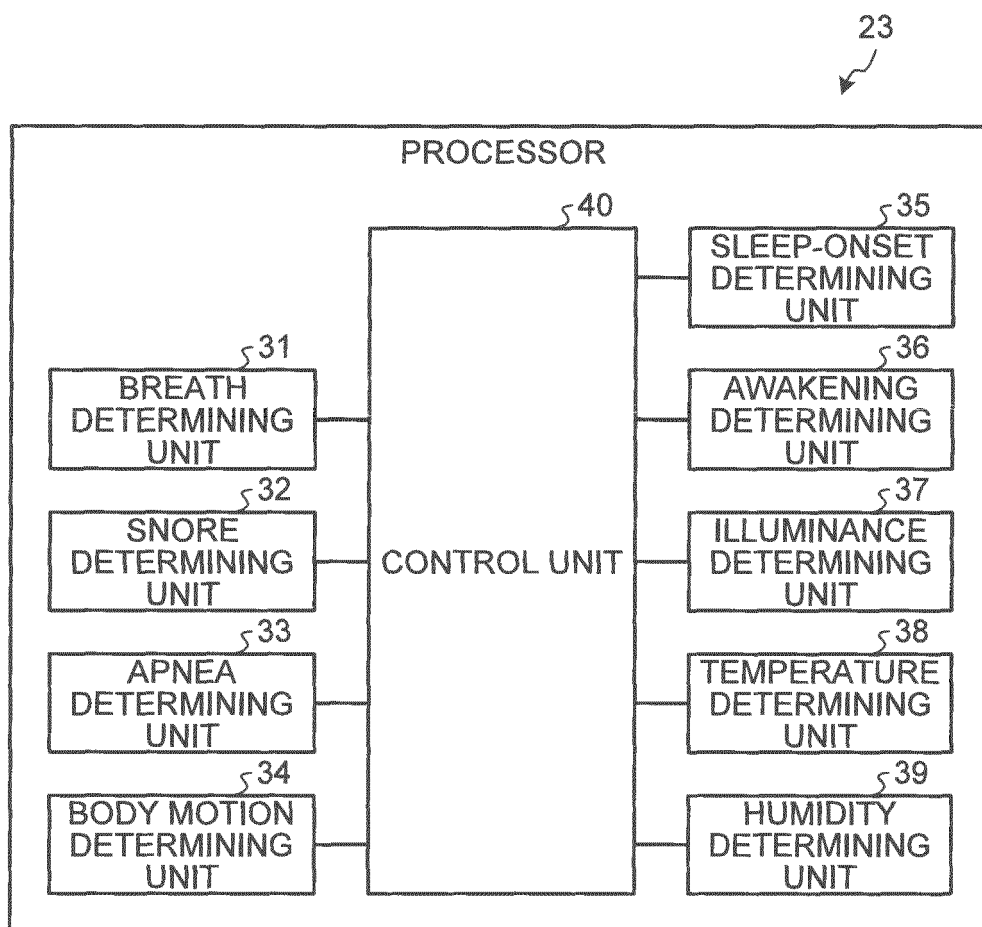 23
PROCESSOR
40
CONTROL UNIT
31
BREATH
DETERMINING
UNIT
32
SNORE
DETERMINING
UNIT
33
APNEA
DETERMINING
UNIT
34
BODY MOTION
DETERMINING
UNIT
35
SLEEP-ONSET
DETERMINING
UNIT
36
AWAKENING
DETERMINING
UNIT
37
ILLUMINANCE
DETERMINING
UNIT
38
TEMPERATURE
DETERMINING
UNIT
39
HUMIDITY
DETERMINING
UNIT